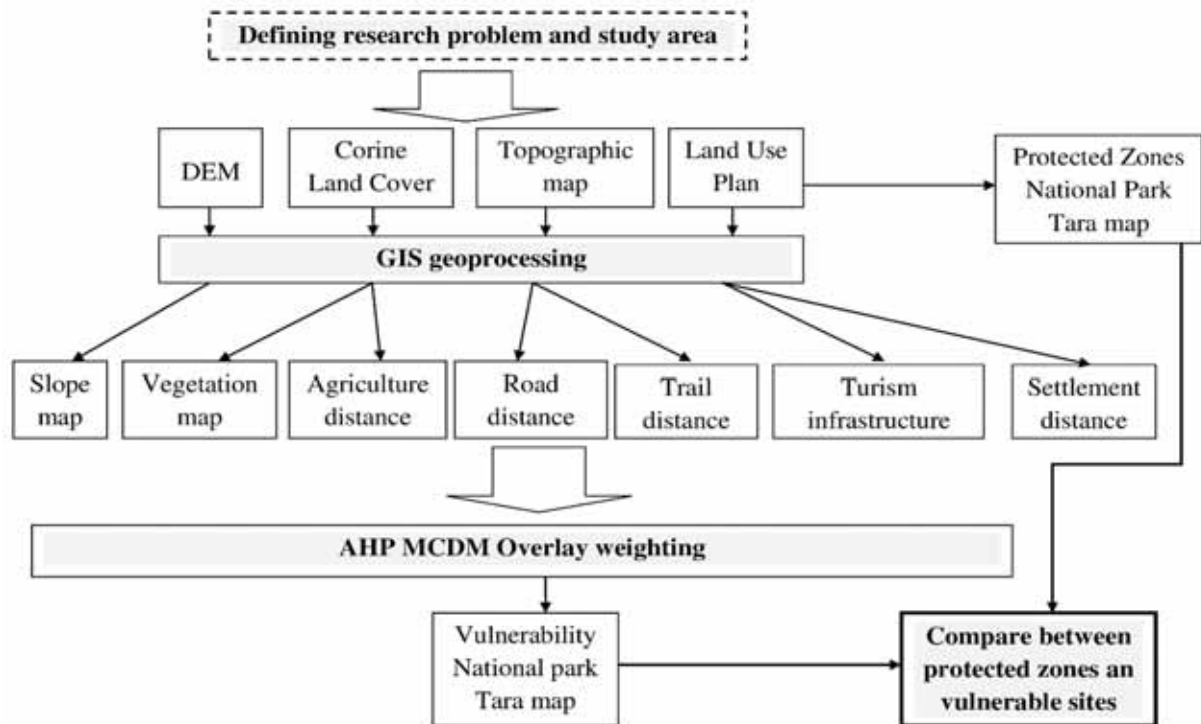 Defining research problem and study area
DEM
Corine
Land Cover
Topographic
map
Land Use
Plan
Protected Zones
National Park
Tara map
GIS geoprocessing
Slope
map
Vegetation
map
Agriculture
distance
Road
distance
Trail
distance
Turism
infrastructure
Settlement
distance
AHP MCDM Overlay weighting
Vulnerability
National park
Tara map
Compare between
protected zones an
vulnerable sites